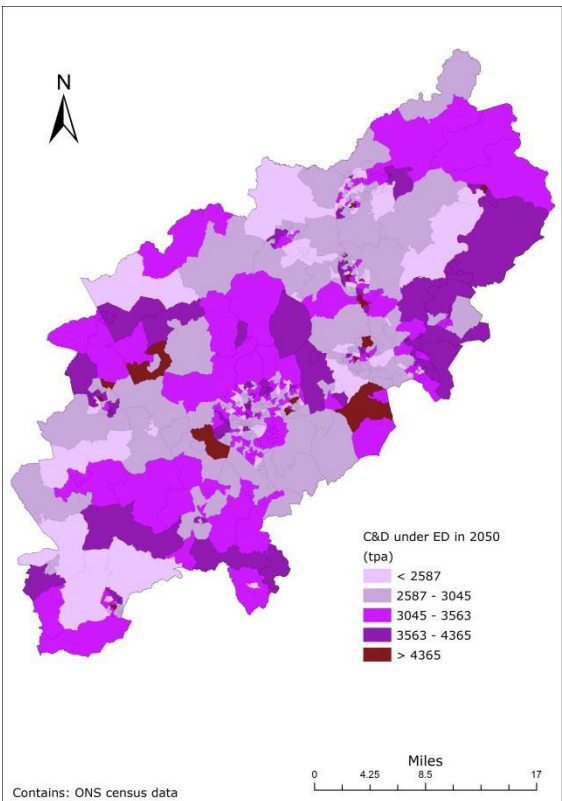 N
C&D under ED in 2050
(tpa)
< 2587
2587 - 3045
3045 - 3563
3563 - 4365
> 4365
Miles
0 4.25 8.5 17
Contains: ONS census data